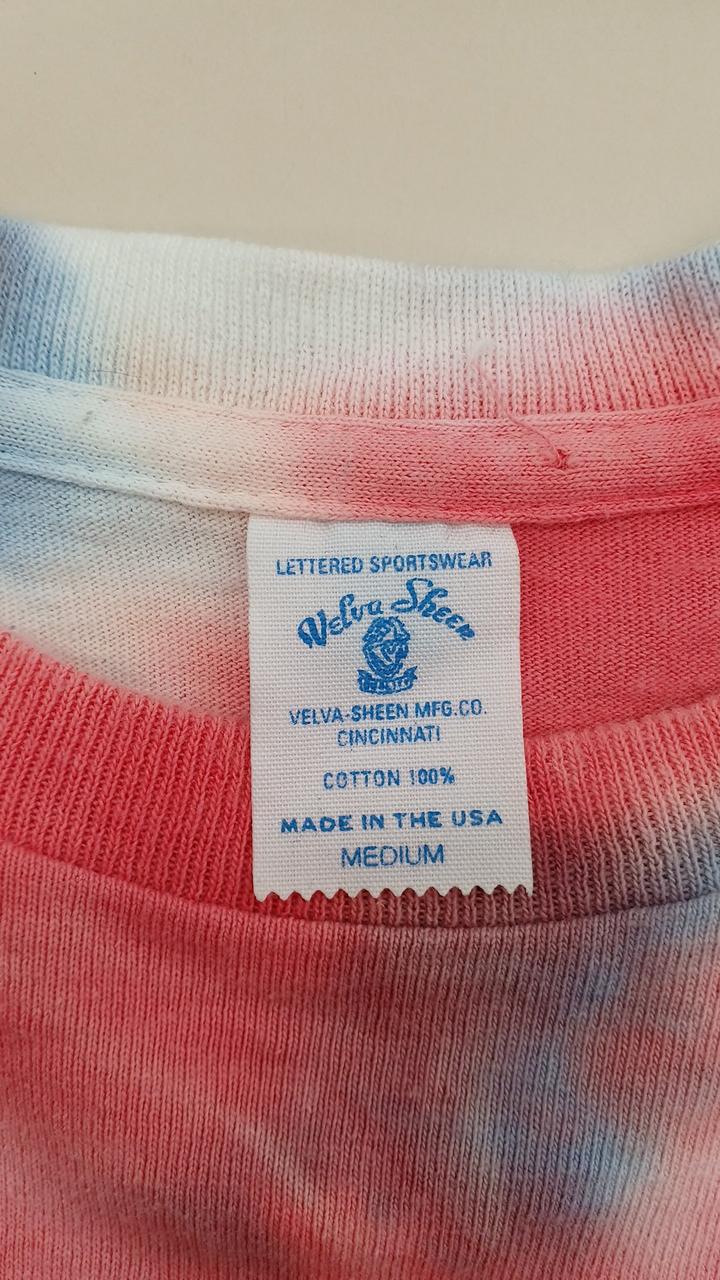 LETTERED SPORTSWEAR
Velva Sheen
VELVA-SHEEN MFG.CO.
CINCINNATI
COTTON 100%
MADE IN THE USA
MEDIUM